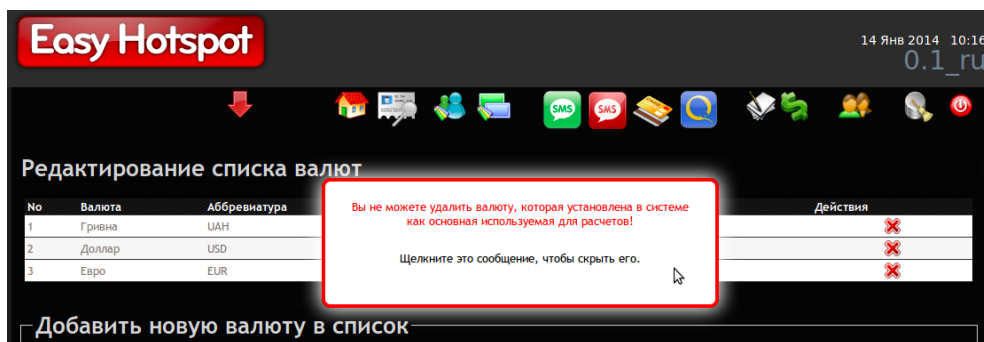 Easy Hotspot
14 Янв 2014 10:16
0.1_ru
SMS SMS
Редактирование списка валют
No Валюта Аббревиатура Действия
1 Гривна UAH
2 Доллар USD
3 Евро EUR
Вы не можете удалить валюту, которая установлена в системе
как основная используемая для расчетов!
Щелкните это сообщение, чтобы скрыть его.
Добавить новую валюту в список